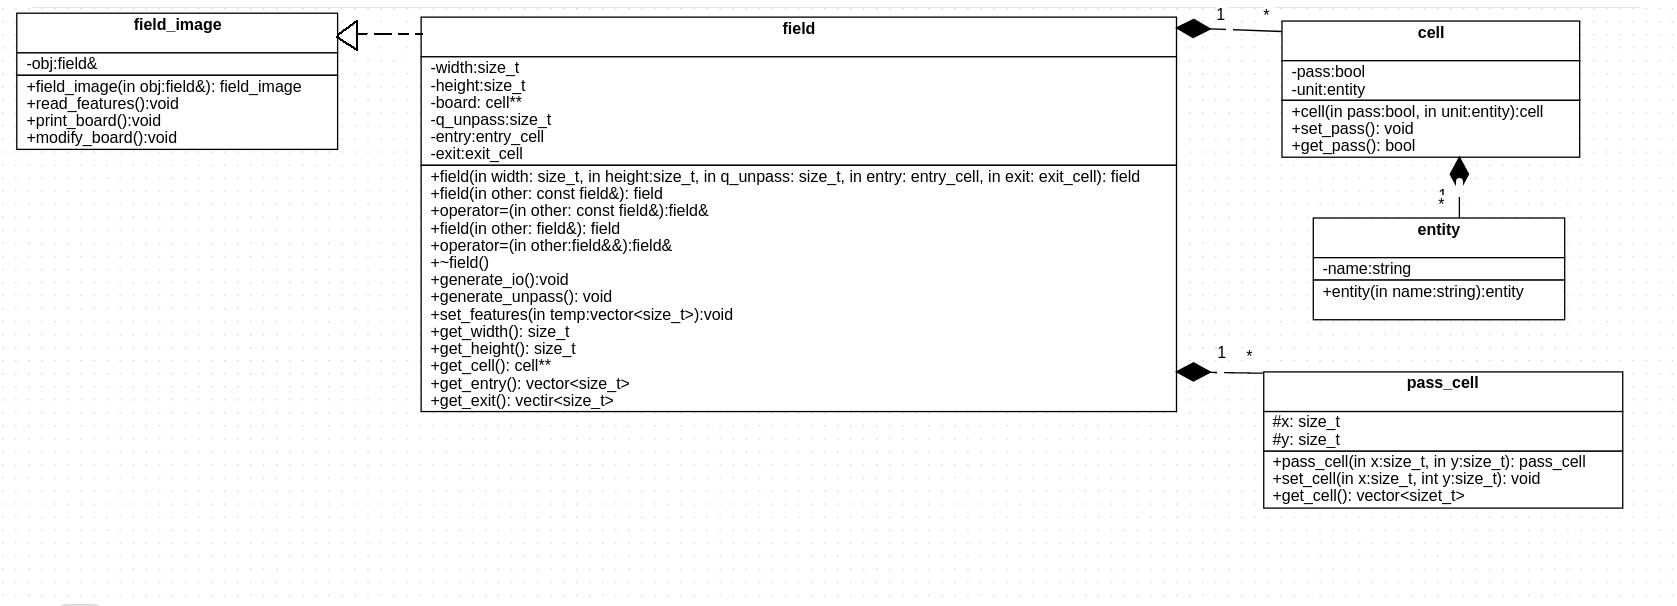 field_image
-obj:field&
+field_image(in obj:field&): field_image
+read_features():void
+print_board():void
+modify_board():void
field
-width:size_t
-height:size_t
-board: cell**
-q_unpass:size_t
-entry:entry_cell
-exit:exit_cell
+field(in width: size_t, in height:size_t, in q_unpass: size_t, in entry: entry_cell, in exit: exit_cell): field
+field(in other: const field&): field
+operator=(in other: const field&):field&
+field(in other: field&): field
+operator=(in other:field&&):field&
+~field()
+generate_io():void
+generate_unpass(): void
+set_features(in temp:vector<size_t>):void
+get_width(): size_t
+get_height(): size_t
+get_cell(): cell**
+get_entry(): vector<size_t>
+get_exit(): vectir<size_t>
1 *
cell
-pass:bool
-unit:entity
+cell(in pass:bool, in unit:entity):cell
+set_pass(): void
+get_pass(): bool
1
*
entity
-name:string
+entity(in name:string):entity
1 *
pass_cell
#x: size_t
#y: size_t
+pass_cell(in x:size_t, in y:size_t): pass_cell
+set_cell(in x:size_t, int y:size_t): void
+get_cell(): vector<sizet_t>